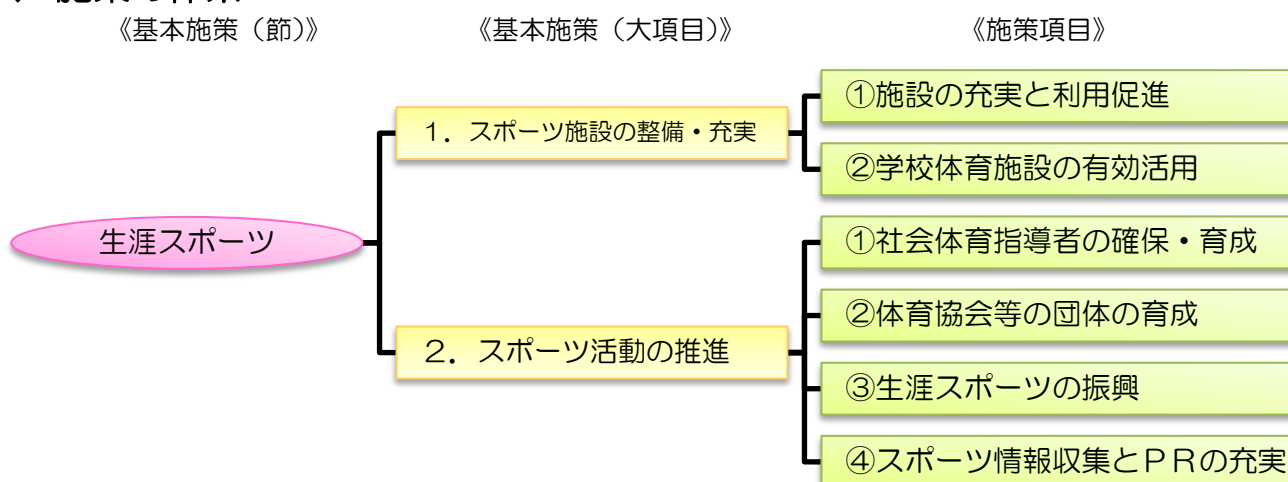 《基本施策（節）》
《基本施策（大項目）》
《施策項目》
生涯スポーツ
１．スポーツ施設の整備・充実
①施設の充実と利用促進
②学校体育施設の有効活用
２．スポーツ活動の推進
①社会体育指導者の確保・育成
②体育協会等の団体の育成
③生涯スポーツの振興
④スポーツ情報収集とＰＲの充実